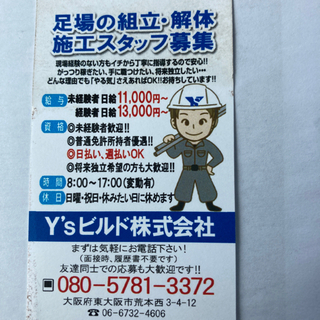 足場の組立・解体
施工スタッフ募集
現場経験のない方もイチから丁寧に指導するので安心!!
がっつり稼ぎたい、手に職つけたい、将来独立したい…
どんな理由でも「やる気」さえあればOK!!お待ちしています!!
給与 未経験者 日給11,000円～
経験者 日給13,000円～
資格 ◎未経験者歓迎!!
◎普通免許所持者優遇!!
◎日払い、週払いOK
◎将来独立希望の方も大歓迎!!
時間 8:00～17:00(変動有)
休日 日曜・祝日・休みたい日に休めます
Y'sビルド株式会社
まずは気軽にお電話下さい!
(面接時、履歴書不要です)
友達同士での応募も大歓迎です!!
080-5781-3372
大阪府東大阪市荒本西3-4-12
☎06-6732-4606